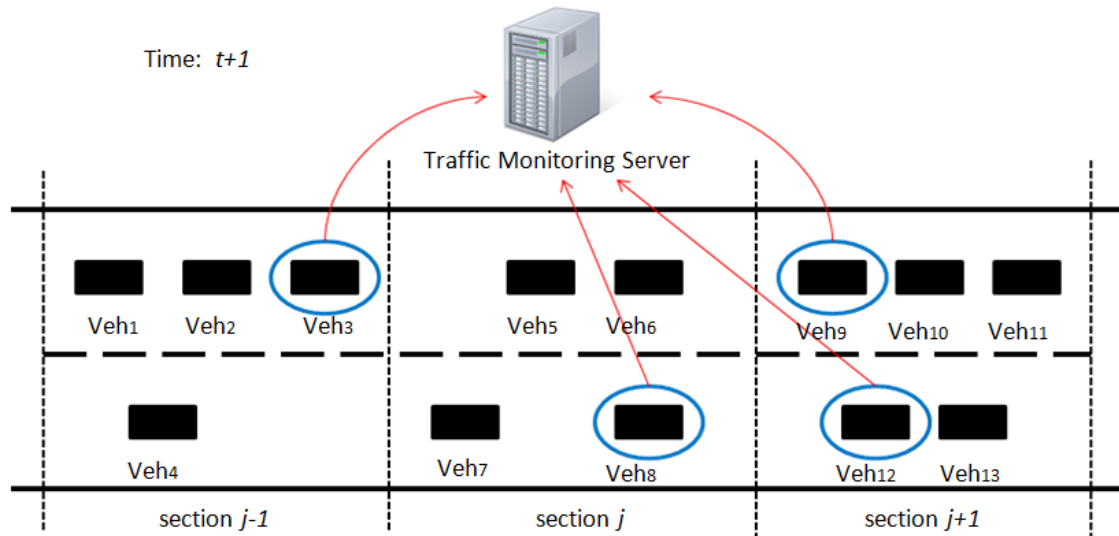 Time: t+1
Traffic Monitoring Server
Veh1 Veh2 Veh3 Veh5 Veh6 Veh9 Veh10 Veh11
Veh4 Veh7 Veh8 Veh12 Veh13
section j-1 section j section j+1